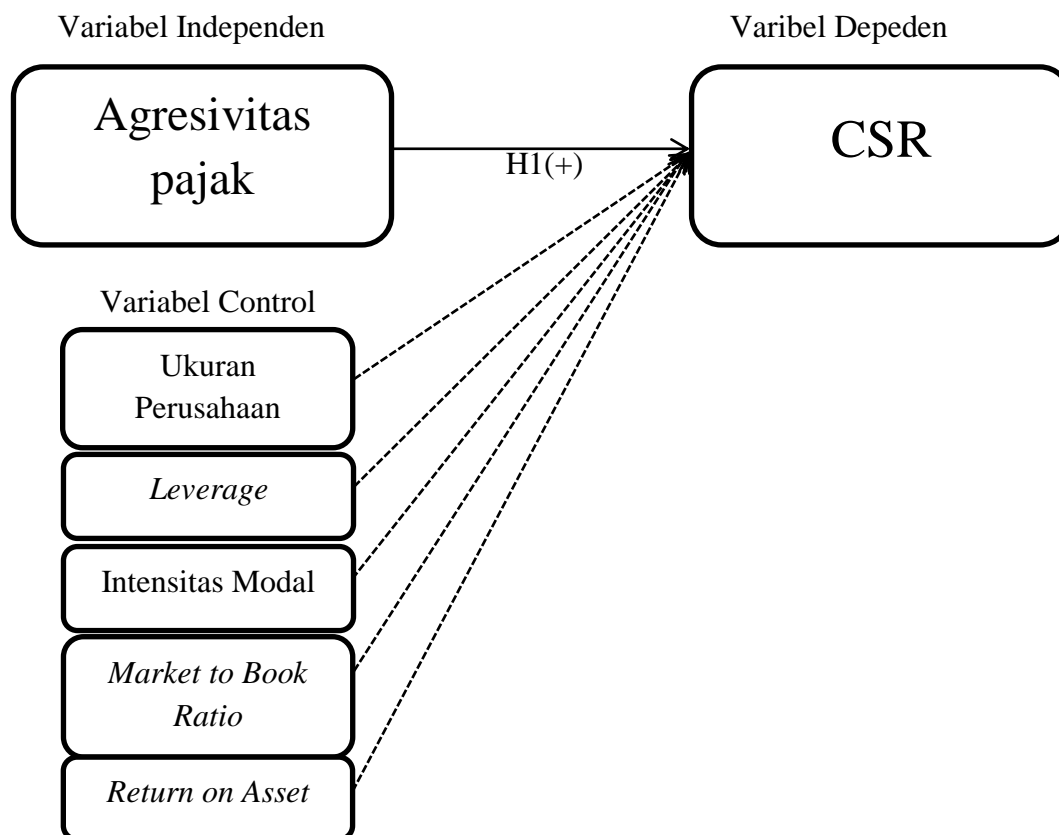 Variabel Independen
Varibel Depeden
Agresivitas
pajak
CSR
H1(+)
Variabel Control
Ukuran
Perusahaan
Leverage
Intensitas Modal
Market to Book
Ratio
Return on Asset